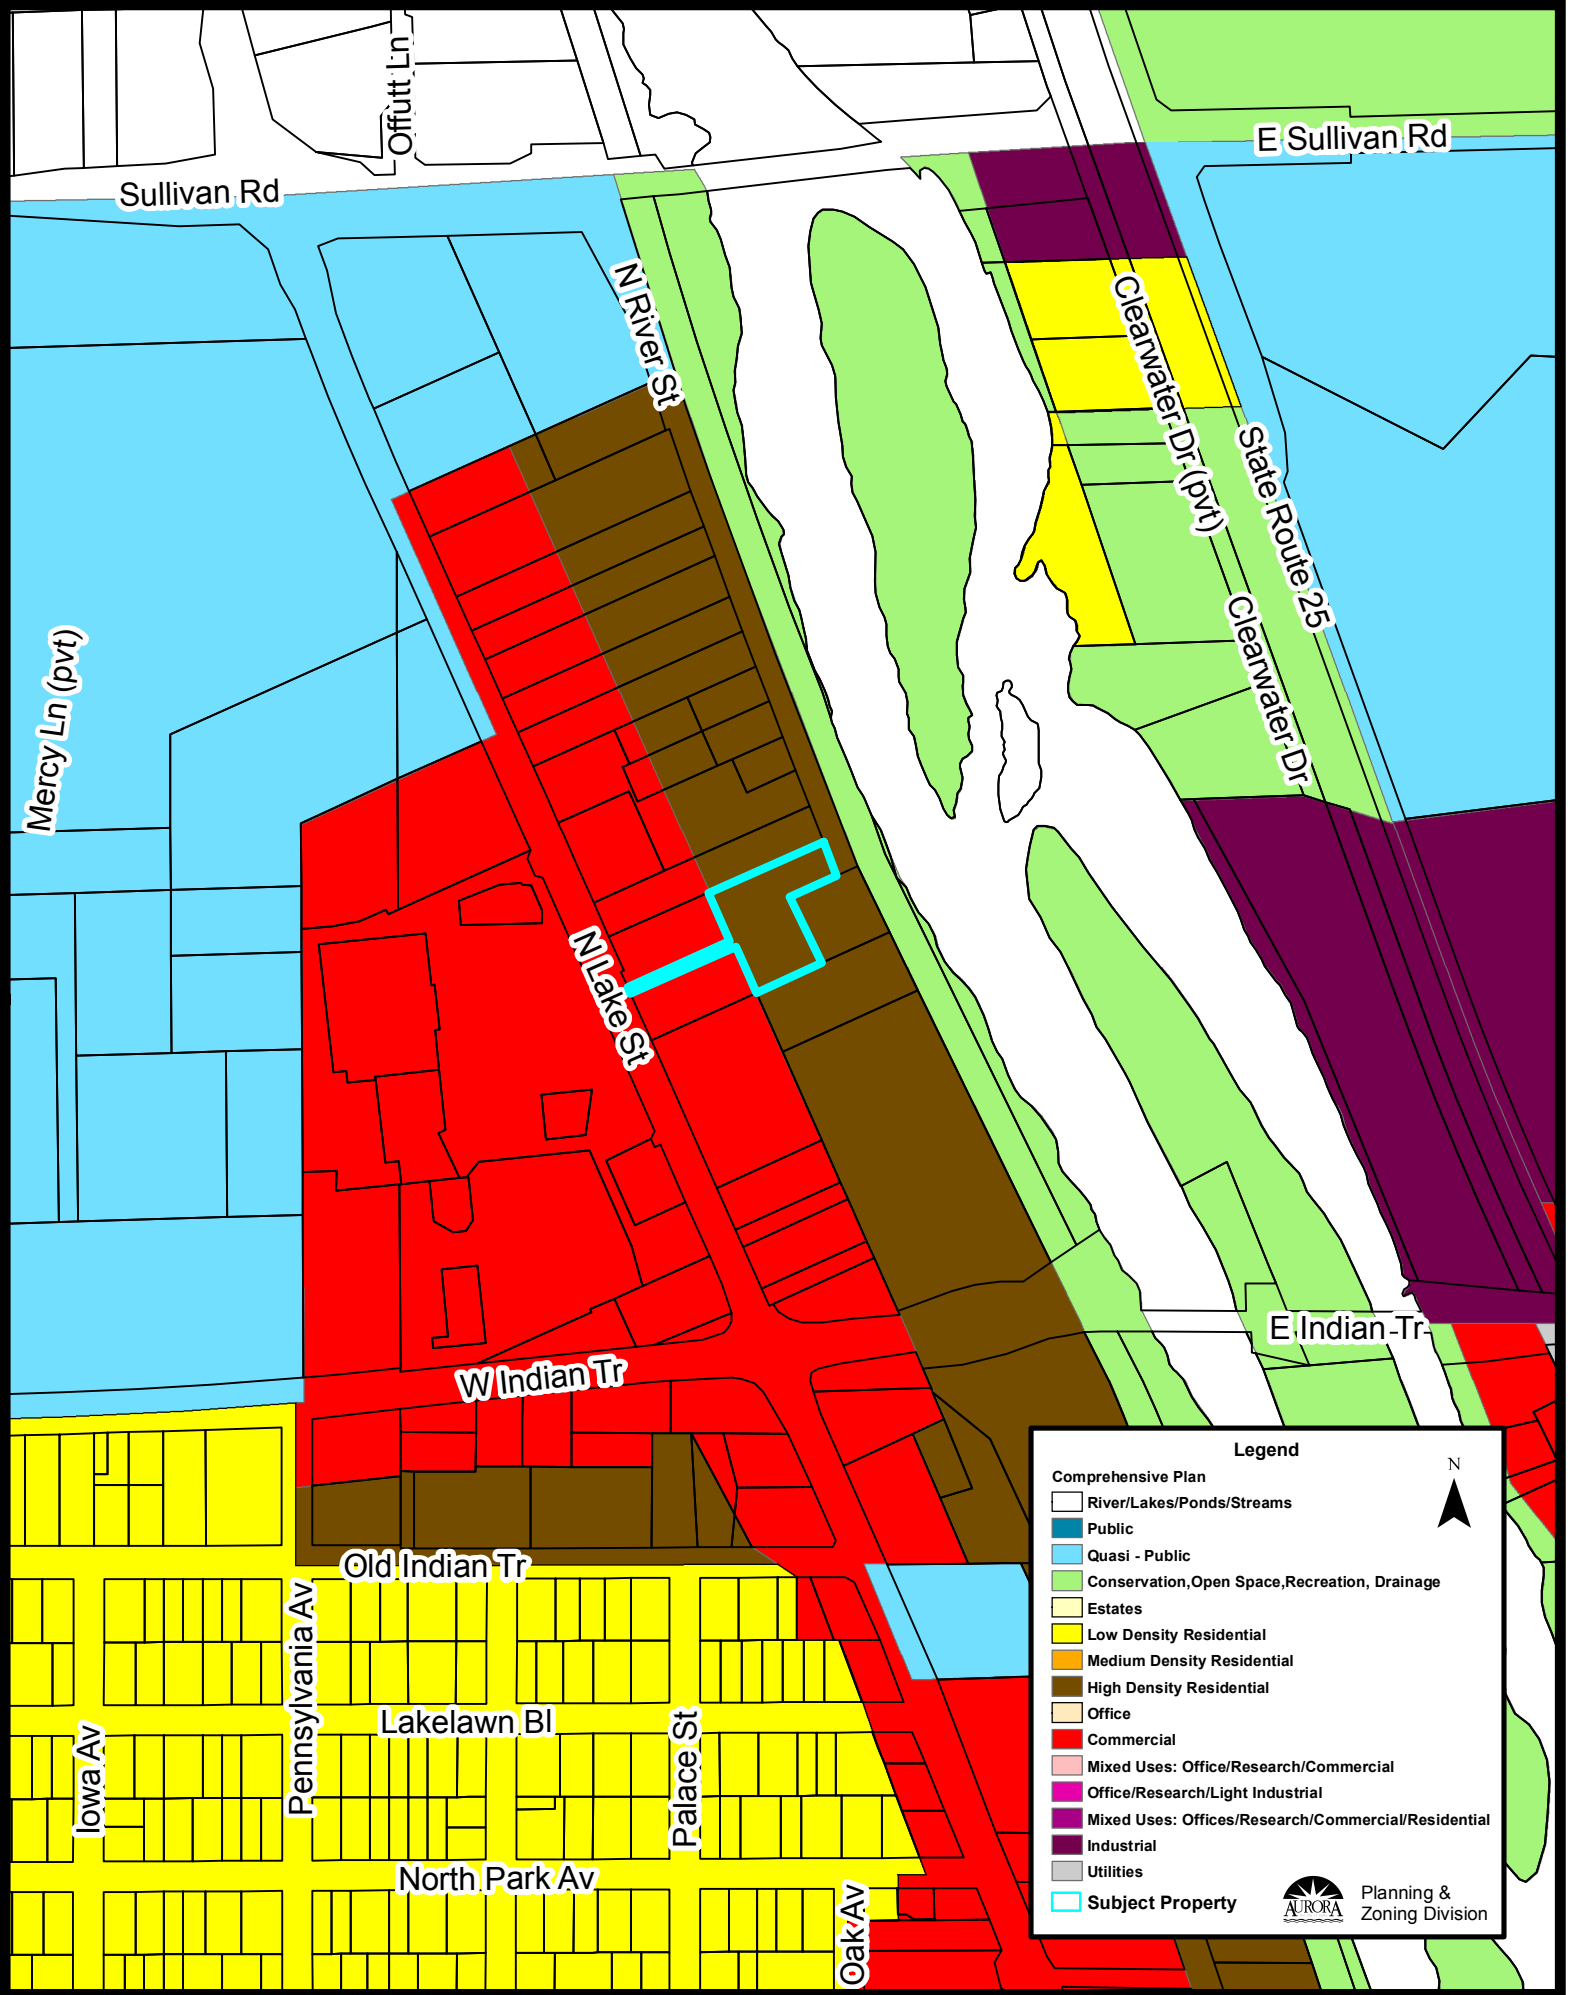 Offutt Ln
E Sullivan Rd
Sullivan Rd
N River St
Clearwater Dr (pvt)
State Route 25
Clearwater Dr
Mercy Ln (pvt)
N Lake St
E Indian Tr
W Indian Tr
Old Indian Tr
Pennsylvania Av
Lakelawn Bl
Palace St
Iowa Av
North Park Av
Oak Av
Legend
N
Comprehensive Plan
River/Lakes/Ponds/Streams
Public
Quasi - Public
Conservation,Open Space,Recreation, Drainage
Estates
Low Density Residential
Medium Density Residential
High Density Residential
Office
Commercial
Mixed Uses: Office/Research/Commercial
Office/Research/Light Industrial
Mixed Uses: Offices/Research/Commercial/Residential
Industrial
Utilities
Subject Property
AURORA
Planning &
Zoning Division